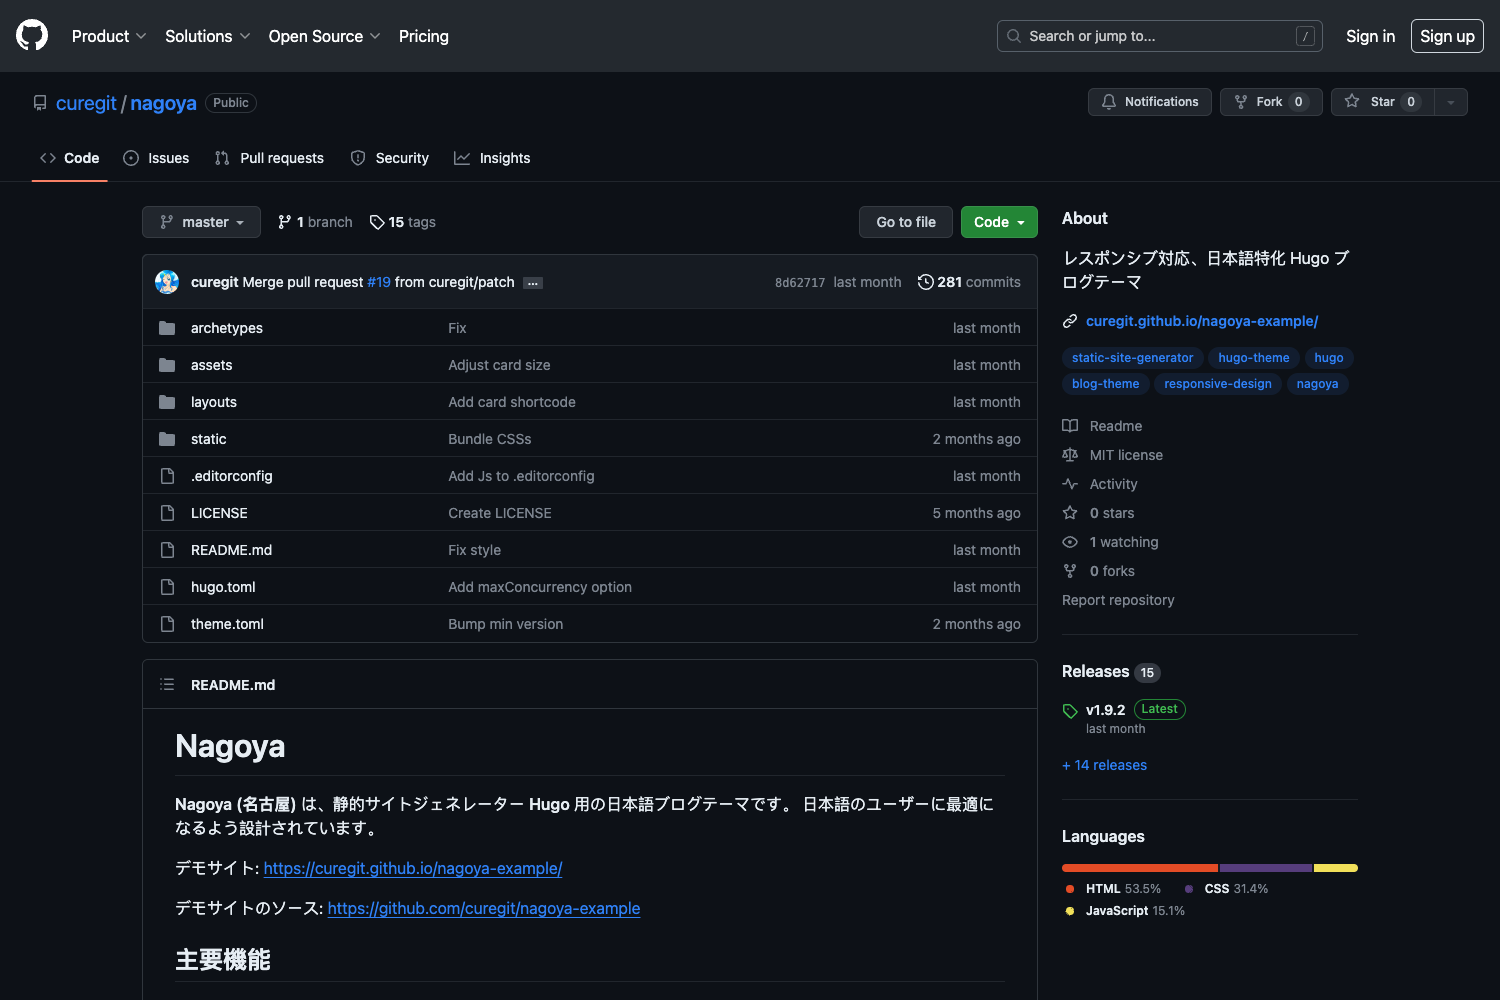 Product Solutions Open Source Pricing Search or jump to... / Sign in Sign up
curegit / nagoya Public Notifications Fork 0 Star 0
Code Issues Pull requests Security Insights
master 1 branch 15 tags Go to file Code
curegit Merge pull request #19 from curegit/patch ... 8d62717 last month 281 commits
archetypes Fix last month
assets Adjust card size last month
layouts Add card shortcode last month
static Bundle CSSs 2 months ago
.editorconfig Add Js to .editorconfig last month
LICENSE Create LICENSE 5 months ago
README.md Fix style last month
hugo.toml Add maxConcurrency option last month
theme.toml Bump min version 2 months ago
README.md
Nagoya
Nagoya (名古屋) は、静的サイトジェネレーター Hugo 用の日本語ブログテーマです。 日本語のユーザーに最適に
なるよう設計されています。
デモサイト: https://curegit.github.io/nagoya-example/
デモサイトのソース: https://github.com/curegit/nagoya-example
主要機能
About
レスポンシブ対応、日本語特化 Hugo ブ
ログテーマ
curegit.github.io/nagoya-example/
static-site-generator hugo-theme hugo
blog-theme responsive-design nagoya
Readme
MIT license
Activity
0 stars
1 watching
0 forks
Report repository
Releases 15
v1.9.2 Latest
last month
+ 14 releases
Languages
HTML 53.5% CSS 31.4%
JavaScript 15.1%